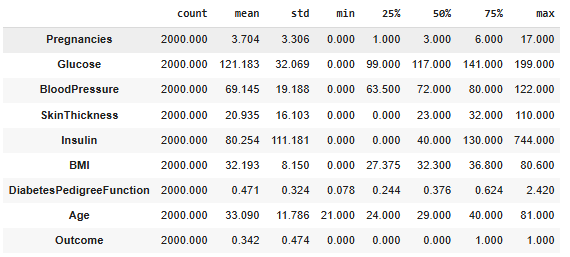 count mean std min 25% 50% 75% max
Pregnancies 2000.000 3.704 3.306 0.000 1.000 3.000 6.000 17.000
Glucose 2000.000 121.183 32.069 0.000 99.000 117.000 141.000 199.000
BloodPressure 2000.000 69.145 19.188 0.000 63.500 72.000 80.000 122.000
SkinThickness 2000.000 20.935 16.103 0.000 0.000 23.000 32.000 110.000
Insulin 2000.000 80.254 111.181 0.000 0.000 40.000 130.000 744.000
BMI 2000.000 32.193 8.150 0.000 27.375 32.300 36.800 80.600
DiabetesPedigreeFunction 2000.000 0.471 0.324 0.078 0.244 0.376 0.624 2.420
Age 2000.000 33.090 11.786 21.000 24.000 29.000 40.000 81.000
Outcome 2000.000 0.342 0.474 0.000 0.000 0.000 1.000 1.000